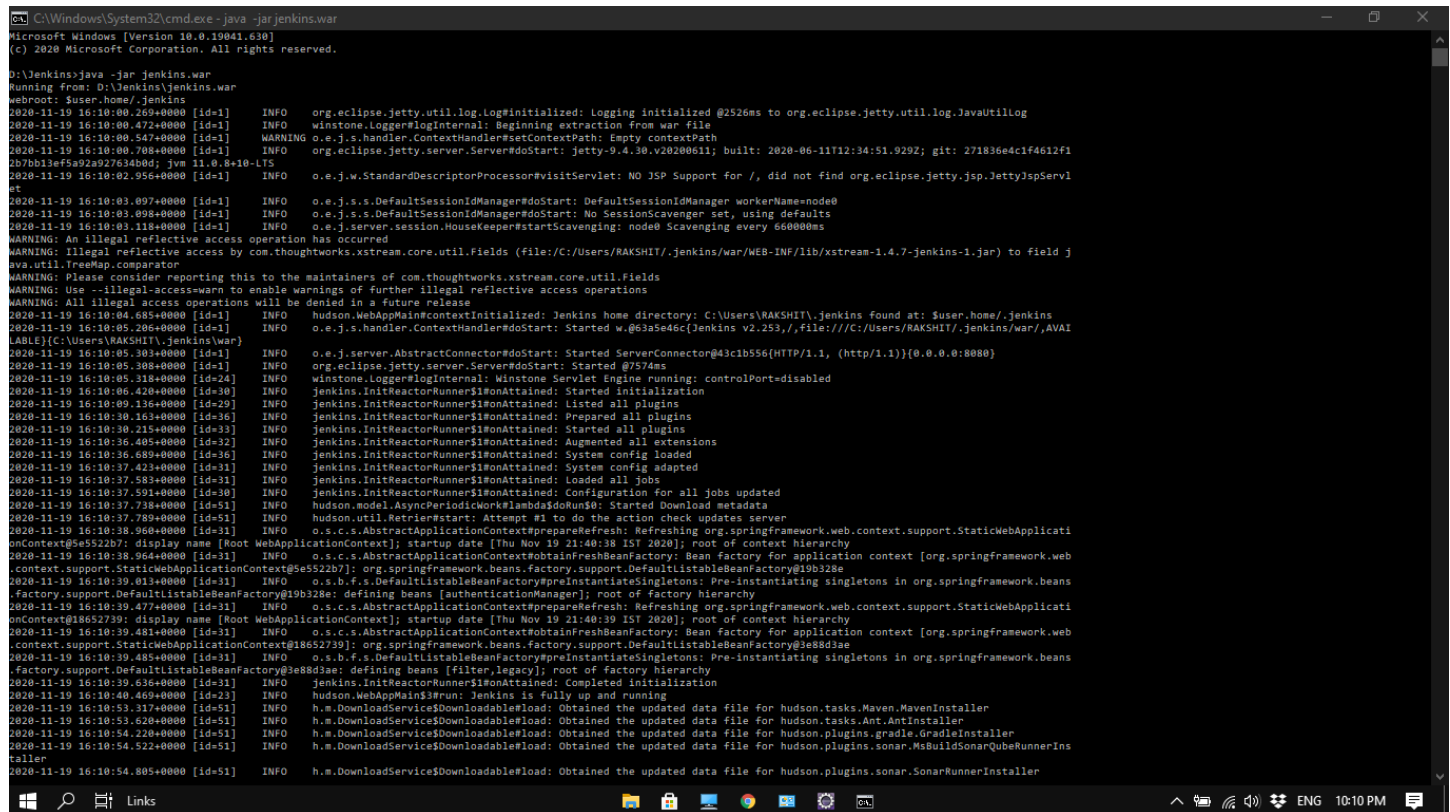 C:\Windows\System32\cmd.exe - java -jar jenkins.war
Microsoft Windows [Version 10.0.19041.630]
(c) 2020 Microsoft Corporation. All rights reserved.
D:\Jenkins>java -jar jenkins.war
Running from: D:\Jenkins\jenkins.war
webroot: $user.home/.jenkins
2020-11-19 16:10:00.269+0000 [id=1] INFO org.eclipse.jetty.util.log.Log#initialized: Logging initialized @2526ms to org.eclipse.jetty.util.log.JavaUtilLog
2020-11-19 16:10:00.472+0000 [id=1] INFO winstone.Logger#logInternal: Beginning extraction from war file
2020-11-19 16:10:00.547+0000 [id=1] WARNING o.e.j.s.handler.ContextHandler#setContextPath: Empty contextPath
2020-11-19 16:10:00.708+0000 [id=1] INFO org.eclipse.jetty.server.Server#doStart: jetty-9.4.30.v20200611; built: 2020-06-11T12:34:51.929Z; git: 271836e4c1f4612f1
2b7bb13ef5a92a927634b0d; jvm 11.0.8+10-LTS
2020-11-19 16:10:02.956+0000 [id=1] INFO o.e.j.w.StandardDescriptorProcessor#visitServlet: NO JSP Support for /, did not find org.eclipse.jetty.jsp.JettyJspServl
et
2020-11-19 16:10:03.097+0000 [id=1] INFO o.e.j.s.s.DefaultSessionIdManager#doStart: DefaultSessionIdManager workerName=node0
2020-11-19 16:10:03.098+0000 [id=1] INFO o.e.j.s.s.DefaultSessionIdManager#doStart: No SessionScavenger set, using defaults
2020-11-19 16:10:03.118+0000 [id=1] INFO o.e.j.server.session.HouseKeeper#startScavenging: node0 Scavenging every 660000ms
WARNING: An illegal reflective access operation has occurred
WARNING: Illegal reflective access by com.thoughtworks.xstream.core.util.Fields (file:/C:/Users/RAKSHIT/.jenkins/war/WEB-INF/lib/xstream-1.4.7-jenkins-1.jar) to field j
ava.util.TreeMap.comparator
WARNING: Please consider reporting this to the maintainers of com.thoughtworks.xstream.core.util.Fields
WARNING: Use --illegal-access=warn to enable warnings of further illegal reflective access operations
WARNING: All illegal access operations will be denied in a future release
2020-11-19 16:10:04.685+0000 [id=1] INFO hudson.WebAppMain#contextInitialized: Jenkins home directory: C:\Users\RAKSHIT\.jenkins found at: $user.home/.jenkins
2020-11-19 16:10:05.206+0000 [id=1] INFO o.e.j.s.handler.ContextHandler#doStart: Started w.@63a5e46c{Jenkins v2.253,/,file:///C:/Users/RAKSHIT/.jenkins/war/,AVAI
LABLE}{C:\Users\RAKSHIT\.jenkins\war}
2020-11-19 16:10:05.303+0000 [id=1] INFO o.e.j.server.AbstractConnector#doStart: Started ServerConnector@43c1b556{HTTP/1.1, (http/1.1)}{0.0.0.0:8080}
2020-11-19 16:10:05.308+0000 [id=1] INFO org.eclipse.jetty.server.Server#doStart: Started @7574ms
2020-11-19 16:10:05.318+0000 [id=24] INFO winstone.Logger#logInternal: Winstone Servlet Engine running: controlPort=disabled
2020-11-19 16:10:06.420+0000 [id=30] INFO jenkins.InitReactorRunner$1#onAttained: Started initialization
2020-11-19 16:10:09.136+0000 [id=29] INFO jenkins.InitReactorRunner$1#onAttained: Listed all plugins
2020-11-19 16:10:30.163+0000 [id=36] INFO jenkins.InitReactorRunner$1#onAttained: Prepared all plugins
2020-11-19 16:10:30.215+0000 [id=33] INFO jenkins.InitReactorRunner$1#onAttained: Started all plugins
2020-11-19 16:10:36.405+0000 [id=32] INFO jenkins.InitReactorRunner$1#onAttained: Augmented all extensions
2020-11-19 16:10:36.689+0000 [id=36] INFO jenkins.InitReactorRunner$1#onAttained: System config loaded
2020-11-19 16:10:37.423+0000 [id=31] INFO jenkins.InitReactorRunner$1#onAttained: System config adapted
2020-11-19 16:10:37.583+0000 [id=31] INFO jenkins.InitReactorRunner$1#onAttained: Loaded all jobs
2020-11-19 16:10:37.591+0000 [id=30] INFO jenkins.InitReactorRunner$1#onAttained: Configuration for all jobs updated
2020-11-19 16:10:37.738+0000 [id=51] INFO hudson.model.AsyncPeriodicWork#lambda$doRun$0: Started Download metadata
2020-11-19 16:10:37.789+0000 [id=51] INFO hudson.util.Retrier#start: Attempt #1 to do the action check updates server
2020-11-19 16:10:38.960+0000 [id=31] INFO o.s.c.s.AbstractApplicationContext#prepareRefresh: Refreshing org.springframework.web.context.support.StaticWebApplicati
onContext@5e5522b7: display name [Root WebApplicationContext]; startup date [Thu Nov 19 21:40:38 IST 2020]; root of context hierarchy
2020-11-19 16:10:38.964+0000 [id=31] INFO o.s.c.s.AbstractApplicationContext#obtainFreshBeanFactory: Bean factory for application context [org.springframework.web
.context.support.StaticWebApplicationContext@5e5522b7]: org.springframework.beans.factory.support.DefaultListableBeanFactory@19b328e
2020-11-19 16:10:39.013+0000 [id=31] INFO o.s.b.f.s.DefaultListableBeanFactory#preInstantiateSingletons: Pre-instantiating singletons in org.springframework.beans
.factory.support.DefaultListableBeanFactory@19b328e: defining beans [authenticationManager]; root of factory hierarchy
2020-11-19 16:10:39.477+0000 [id=31] INFO o.s.c.s.AbstractApplicationContext#prepareRefresh: Refreshing org.springframework.web.context.support.StaticWebApplicati
onContext@18652739: display name [Root WebApplicationContext]; startup date [Thu Nov 19 21:40:39 IST 2020]; root of context hierarchy
2020-11-19 16:10:39.481+0000 [id=31] INFO o.s.c.s.AbstractApplicationContext#obtainFreshBeanFactory: Bean factory for application context [org.springframework.web
.context.support.StaticWebApplicationContext@18652739]: org.springframework.beans.factory.support.DefaultListableBeanFactory@3e88d3ae
2020-11-19 16:10:39.485+0000 [id=31] INFO o.s.b.f.s.DefaultListableBeanFactory#preInstantiateSingletons: Pre-instantiating singletons in org.springframework.beans
.factory.support.DefaultListableBeanFactory@3e88d3ae: defining beans [filter,legacy]; root of factory hierarchy
2020-11-19 16:10:39.636+0000 [id=31] INFO jenkins.InitReactorRunner$1#onAttained: Completed initialization
2020-11-19 16:10:40.469+0000 [id=23] INFO hudson.WebAppMain$3#run: Jenkins is fully up and running
2020-11-19 16:10:53.317+0000 [id=51] INFO h.m.DownloadService$Downloadable#load: Obtained the updated data file for hudson.tasks.Maven.MavenInstaller
2020-11-19 16:10:53.620+0000 [id=51] INFO h.m.DownloadService$Downloadable#load: Obtained the updated data file for hudson.tasks.Ant.AntInstaller
2020-11-19 16:10:54.220+0000 [id=51] INFO h.m.DownloadService$Downloadable#load: Obtained the updated data file for hudson.plugins.gradle.GradleInstaller
2020-11-19 16:10:54.522+0000 [id=51] INFO h.m.DownloadService$Downloadable#load: Obtained the updated data file for hudson.plugins.sonar.MsBuildSonarQubeRunnerIns
taller
2020-11-19 16:10:54.805+0000 [id=51] INFO h.m.DownloadService$Downloadable#load: Obtained the updated data file for hudson.plugins.sonar.SonarRunnerInstaller
Links
ENG 10:10 PM